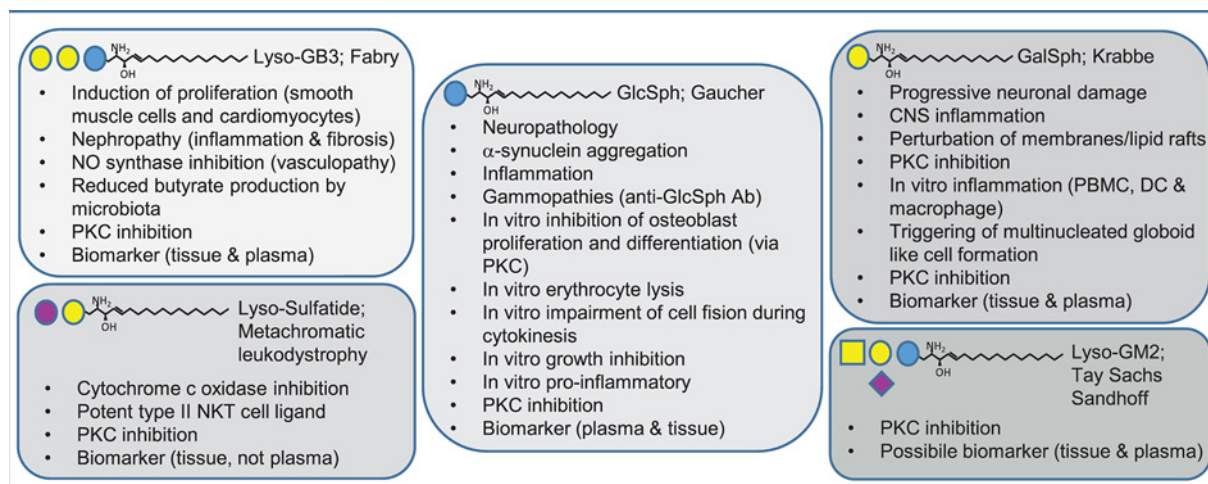 NH₂
OH
Lyso-GB3; Fabry
• Induction of proliferation (smooth
muscle cells and cardiomyocytes)
• Nephropathy (inflammation & fibrosis)
• NO synthase inhibition (vasculopathy)
• Reduced butyrate production by
microbiota
• PKC inhibition
• Biomarker (tissue & plasma)
NH₂
OH
Lyso-Sulfatide;
Metachromatic
leukodystrophy
• Cytochrome c oxidase inhibition
• Potent type II NKT cell ligand
• PKC inhibition
• Biomarker (tissue, not plasma)
NH₂
OH
GlcSph; Gaucher
• Neuropathology
• α-synuclein aggregation
• Inflammation
• Gammopathies (anti-GlcSph Ab)
• In vitro inhibition of osteoblast
proliferation and differentiation (via
PKC)
• In vitro erythrocyte lysis
• In vitro impairment of cell fision during
cytokinesis
• In vitro growth inhibition
• In vitro pro-inflammatory
• PKC inhibition
• Biomarker (plasma & tissue)
NH₂
OH
GalSph; Krabbe
• Progressive neuronal damage
• CNS inflammation
• Perturbation of membranes/lipid rafts
• PKC inhibition
• In vitro inflammation (PBMC, DC &
macrophage)
• Triggering of multinucleated globoid
like cell formation
• PKC inhibition
• Biomarker (tissue & plasma)
NH₂
OH
Lyso-GM2;
Tay Sachs
Sandhoff
• PKC inhibition
• Possibile biomarker (tissue & plasma)